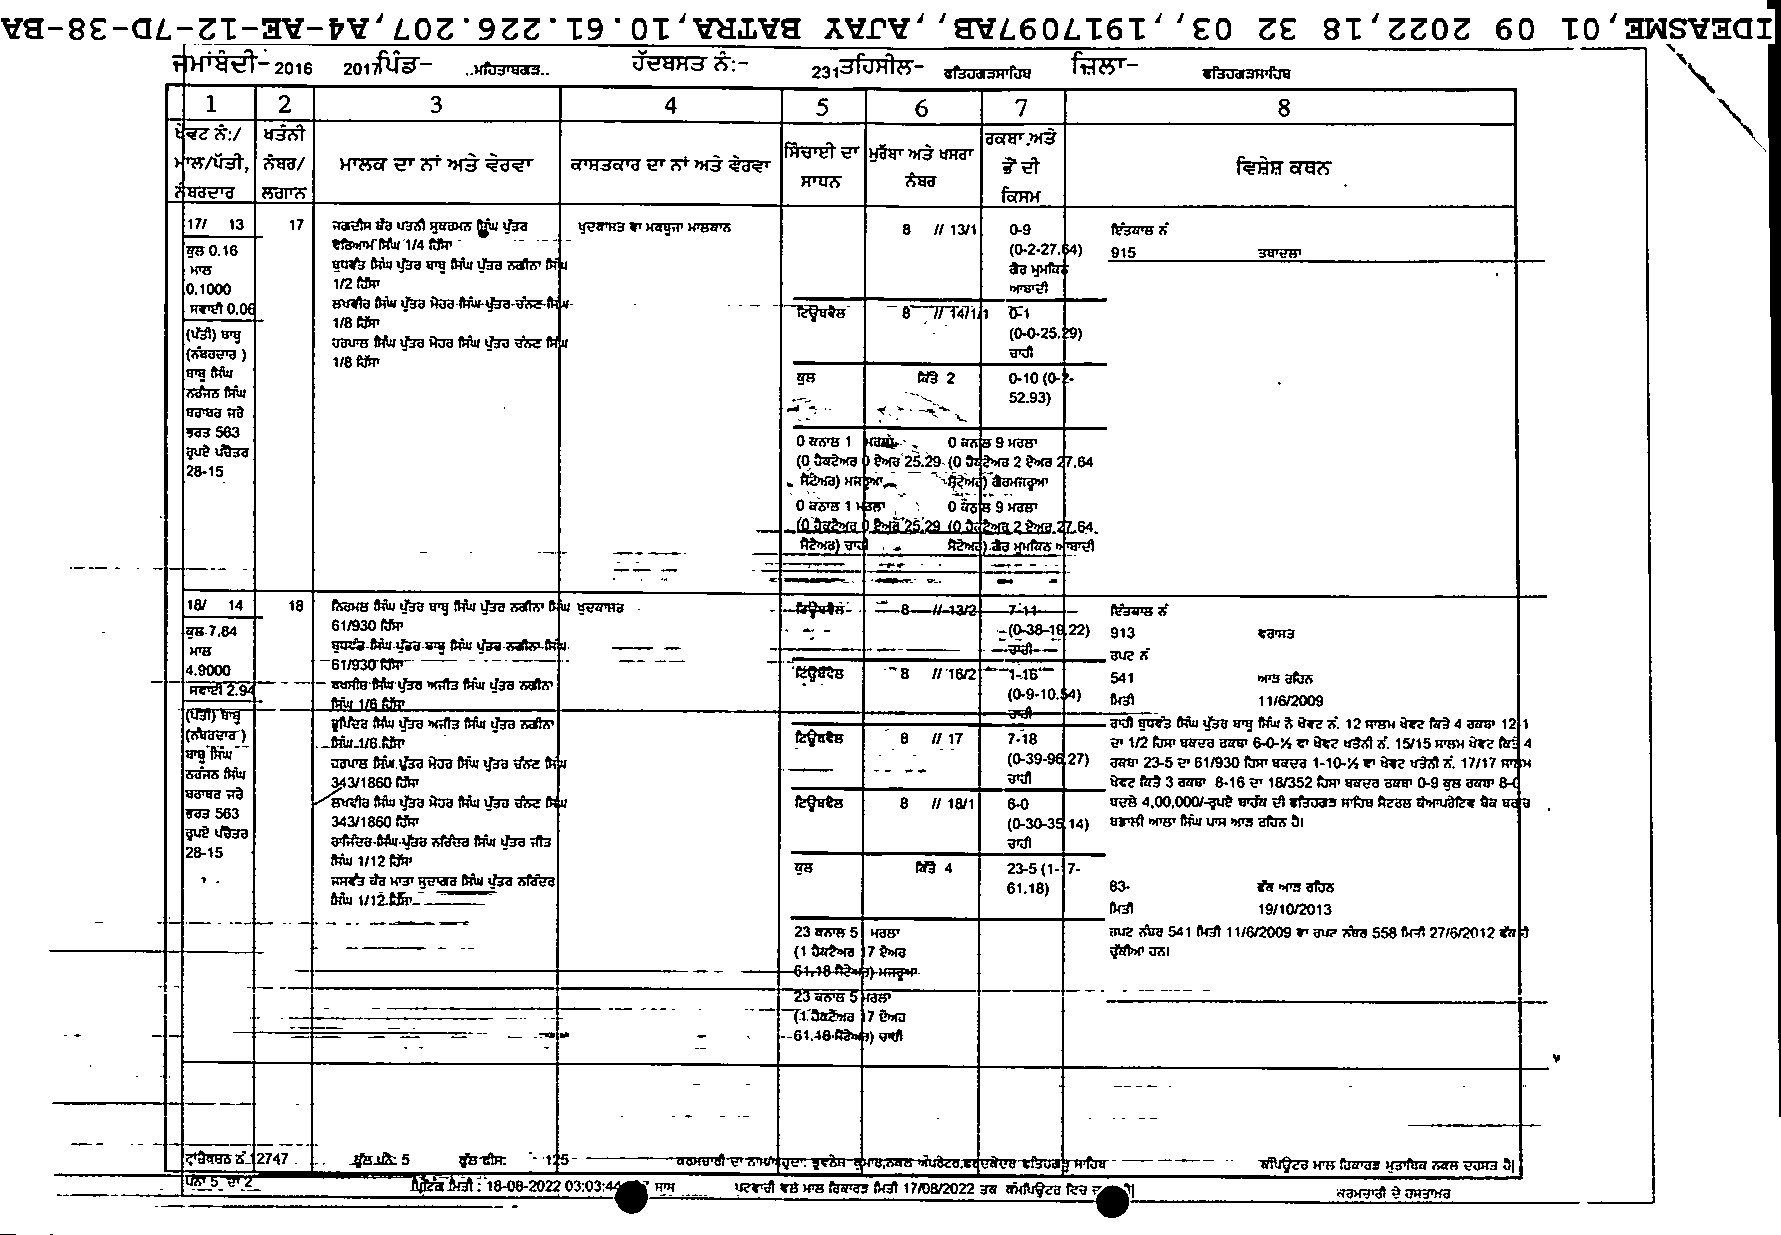 IDEASME,01 09 2022,18 32 03,,1917097AB,,AJAY BATRA,10.61.226.207,A4-AE-12-7D-38-BA
ਜਮਾਂਬੰਦੀ- 2016 2017 ਪਿੰਡ- ..ਮਹਿਤਾਬਗੜ.. ਹੱਦਬਸਤ ਨੰ:- 231 ਤਹਿਸੀਲ- ਫਤਿਹਗੜਸਾਹਿਬ ਜ਼ਿਲਾ- ਫਤਿਹਗੜਸਾਹਿਬ
1 2 3 4 5 6 7 8
ਖੇਵਟ ਨੰ:/
ਮਾਲ/ਪੱਤੀ,
ਨੰਬਰਦਾਰ
ਖਤੌਨੀ
ਨੰਬਰ/
ਲਗਾਨ
ਮਾਲਕ ਦਾ ਨਾਂ ਅਤੇ ਵੇਰਵਾ
ਕਾਸ਼ਤਕਾਰ ਦਾ ਨਾਂ ਅਤੇ ਵੇਰਵਾ
ਸਿੰਚਾਈ ਦਾ
ਸਾਧਨ
ਮੁਰੱਬਾ ਅਤੇ ਖਸਰਾ
ਨੰਬਰ
ਰਕਬਾ ਅਤੇ
ਭੌਂ ਦੀ
ਕਿਸਮ
ਵਿਸ਼ੇਸ਼ ਕਥਨ
17/ 13
ਕੁਲ 0.16
ਮਾਲ
0.1000
ਸਵਾਈ 0.06
(ਪੱਤੀ) ਬਾਬੂ
(ਨੰਬਰਦਾਰ )
ਬਾਬੂ ਸਿੰਘ
ਨਰੰਜਨ ਸਿੰਘ
ਬਰਾਬਰ ਜਰੇ
ਭਰਤ 563
ਰੁਪਏ ਪੰਚੋਤਰ
28-15
17
ਜਗਦੀਸ ਕੌਰ ਪਤਨੀ ਸੁਖਰਮਨ ਸਿੰਘ ਪੁੱਤਰ
ਵਰਿਆਮ ਸਿੰਘ 1/4 ਹਿੱਸਾ
ਬੁਧਵੰਤ ਸਿੰਘ ਪੁੱਤਰ ਬਾਬੂ ਸਿੰਘ ਪੁੱਤਰ ਨਗੀਨਾ ਸਿੰਘ
1/2 ਹਿੱਸਾ
ਲਖਵੀਰ ਸਿੰਘ ਪੁੱਤਰ ਮੇਹਰ ਸਿੰਘ ਪੁੱਤਰ ਚੰਨਣ ਸਿੰਘ
1/8 ਹਿੱਸਾ
ਹਰਪਾਲ ਸਿੰਘ ਪੁੱਤਰ ਮੇਹਰ ਸਿੰਘ ਪੁੱਤਰ ਚੰਨਣ ਸਿੰਘ
1/8 ਹਿੱਸਾ
ਖੁਦਕਾਸ਼ਤ ਵਾ ਮਕਬੂਜਾ ਮਾਲਕਾਨ
8 // 13/1 0-9
(0-2-27.64)
ਗੈਰ ਮੁਮਕਿਨ
ਆਬਾਦੀ
ਟਿਊਬਵੈਲ 8 // 14/1/1 0-1
(0-0-25.29)
ਚਾਹੀ
ਕੁਲ ਕਿੱਤੇ 2 0-10 (0-2-
52.93)
0 ਕਨਾਲ 1 ਮਰਲਾ 0 ਕਨਾਲ 9 ਮਰਲਾ
(0 ਹੈਕਟੇਅਰ 0 ਏਅਰ 25.29 (0 ਹੈਕਟੇਅਰ 2 ਏਅਰ 27.64
ਸੈਂਟੇਅਰ) ਮਜਰੂਆ ਸੈਂਟੇਅਰ) ਗੈਰਮਜਰੂਆ
0 ਕਨਾਲ 1 ਮਰਲਾ 0 ਕਨਾਲ 9 ਮਰਲਾ
(0 ਹੈਕਟੇਅਰ 0 ਏਅਰ 25.29 (0 ਹੈਕਟੇਅਰ 2 ਏਅਰ 27.64
ਸੈਂਟੇਅਰ) ਚਾਹੀ ਸੈਂਟੇਅਰ) ਗੈਰ ਮੁਮਕਿਨ ਆਬਾਦੀ
ਇੰਤਕਾਲ ਨੰ
915 ਤਬਾਦਲਾ
18/ 14
ਕੁਲ 7.84
ਮਾਲ
4.9000
ਸਵਾਈ 2.94
(ਪੱਤੀ) ਬਾਬੂ
(ਨੰਬਰਦਾਰ )
ਬਾਬੂ ਸਿੰਘ
ਨਰੰਜਨ ਸਿੰਘ
ਬਰਾਬਰ ਜਰੇ
ਭਰਤ 563
ਰੁਪਏ ਪੰਚੋਤਰ
28-15
18
ਨਿਰਮਲ ਸਿੰਘ ਪੁੱਤਰ ਬਾਬੂ ਸਿੰਘ ਪੁੱਤਰ ਨਗੀਨਾ ਸਿੰਘ
61/930 ਹਿੱਸਾ
ਬੁਧਵੰਤ ਸਿੰਘ ਪੁੱਤਰ ਬਾਬੂ ਸਿੰਘ ਪੁੱਤਰ ਨਗੀਨਾ ਸਿੰਘ
61/930 ਹਿੱਸਾ
ਬਖਸੀਸ ਸਿੰਘ ਪੁੱਤਰ ਅਜੀਤ ਸਿੰਘ ਪੁੱਤਰ ਨਗੀਨਾ
ਸਿੰਘ 1/6 ਹਿੱਸਾ
ਭੁਪਿੰਦਰ ਸਿੰਘ ਪੁੱਤਰ ਅਜੀਤ ਸਿੰਘ ਪੁੱਤਰ ਨਗੀਨਾ
ਸਿੰਘ 1/6 ਹਿੱਸਾ
ਹਰਪਾਲ ਸਿੰਘ ਪੁੱਤਰ ਮੇਹਰ ਸਿੰਘ ਪੁੱਤਰ ਚੰਨਣ ਸਿੰਘ
343/1860 ਹਿੱਸਾ
ਲਖਵੀਰ ਸਿੰਘ ਪੁੱਤਰ ਮੇਹਰ ਸਿੰਘ ਪੁੱਤਰ ਚੰਨਣ ਸਿੰਘ
343/1860 ਹਿੱਸਾ
ਰਾਜਿੰਦਰ ਸਿੰਘ ਪੁੱਤਰ ਨਰਿੰਦਰ ਸਿੰਘ ਪੁੱਤਰ ਜੀਤ
ਸਿੰਘ 1/12 ਹਿੱਸਾ
ਜਸਵੰਤ ਕੌਰ ਮਾਤਾ ਸੁਦਾਗਰ ਸਿੰਘ ਪੁੱਤਰ ਨਰਿੰਦਰ
ਸਿੰਘ 1/12 ਹਿੱਸਾ
ਖੁਦਕਾਸ਼ਤ
ਟਿਊਬਵੈਲ 8 // 13/2 7-11
(0-38-19.22)
ਚਾਹੀ
ਟਿਊਬਵੈਲ 8 // 16/2 1-16
(0-9-10.54)
ਚਾਹੀ
ਟਿਊਬਵੈਲ 8 // 17 7-18
(0-39-96.27)
ਚਾਹੀ
ਟਿਊਬਵੈਲ 8 // 18/1 6-0
(0-30-35.14)
ਚਾਹੀ
ਕੁਲ ਕਿੱਤੇ 4 23-5 (1-17-
61.18)
23 ਕਨਾਲ 5 ਮਰਲਾ
(1 ਹੈਕਟੇਅਰ 17 ਏਅਰ
61.18 ਸੈਂਟੇਅਰ) ਮਜਰੂਆ
23 ਕਨਾਲ 5 ਮਰਲਾ
(1 ਹੈਕਟੇਅਰ 17 ਏਅਰ
61.18 ਸੈਂਟੇਅਰ) ਚਾਹੀ
ਇੰਤਕਾਲ ਨੰ
913 ਵਰਾਸਤ
ਰਪਟ ਨੰ
541 ਆੜ ਰਹਿਨ
ਮਿਤੀ 11/6/2009
ਰਾਹੀ ਬੁਧਵੰਤ ਸਿੰਘ ਪੁੱਤਰ ਬਾਬੂ ਸਿੰਘ ਨੇ ਖੇਵਟ ਨੰ. 12 ਸਾਲਮ ਖੇਵਟ ਕਿਤੇ 4 ਰਕਬਾ 12-1
ਦਾ 1/2 ਹਿਸਾ ਬਕਦਰ ਰਕਬਾ 6-0-½ ਵਾ ਖੇਵਟ ਖਤੌਨੀ ਨੰ. 15/15 ਸਾਲਮ ਖੇਵਟ ਕਿਤੇ 4
ਰਕਬਾ 23-5 ਦਾ 61/930 ਹਿਸਾ ਬਕਦਰ 1-10-½ ਵਾ ਖੇਵਟ ਖਤੌਨੀ ਨੰ. 17/17 ਸਾਲਮ
ਖੇਵਟ ਕਿਤੇ 3 ਰਕਬਾ 8-16 ਦਾ 18/352 ਹਿਸਾ ਬਕਦਰ ਰਕਬਾ 0-9 ਕੁਲ ਰਕਬਾ 8-0
ਬਦਲੇ 4,00,000/-ਰੁਪਏ ਬਾਹੱਕ ਦੀ ਫਤਿਹਗੜ ਸਾਹਿਬ ਸੈਂਟਰਲ ਕੋਆਪਰੇਟਿਵ ਬੈਂਕ ਬਰਾਂਚ
ਬਡਾਲੀ ਆਲਾ ਸਿੰਘ ਪਾਸ ਆੜ ਰਹਿਨ ਹੈ।
83- ਫੱਕ ਆੜ ਰਹਿਨ
ਮਿਤੀ 19/10/2013
ਰਪਟ ਨੰਬਰ 541 ਮਿਤੀ 11/6/2009 ਵਾ ਰਪਟ ਨੰਬਰ 558 ਮਿਤੀ 27/6/2012 ਫੱਕ ਹੋ
ਚੁੱਕੀਆ ਹਨ।
ਟ੍ਰਾਂਜੈਕਸ਼ਨ ਨੰ 12747 ਕੁੱਲ ਪੰਨੇ: 5 ਕੁੱਲ ਫੀਸ: 125 ਕਰਮਚਾਰੀ ਦਾ ਨਾਮ/ਅਹੁਦਾ: ਭੁਵਨੇਸ਼ ਕੁਮਾਰ,ਨਕਲ ਅਪਰੇਟਰ,ਫਰਦਕੇਂਦਰ ਫਤਿਹਗੜ ਸਾਹਿਬ ਕੰਪਿਊਟਰ ਮਾਲ ਰਿਕਾਰਡ ਮੁਤਾਬਿਕ ਨਕਲ ਦਰੁਸਤ ਹੈ|
ਪੰਨਾ 5 ਦਾ 2 ਪ੍ਰਿੰਟਿੰਗ ਮਿਤੀ : 18-08-2022 03:03:44 ਸ਼ਾਮ ਪਟਵਾਰੀ ਵਲੋਂ ਮਾਲ ਰਿਕਾਰਡ ਮਿਤੀ 17/08/2022 ਤਕ ਕੰਮਪਿਊਟਰ ਵਿਚ ਹੈ| ਕਰਮਚਾਰੀ ਦੇ ਹਸਤਾਖਰ